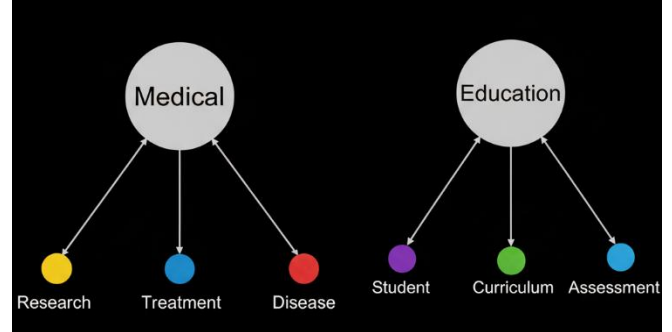 Medical
Education
Research
Treatment
Disease
Student
Curriculum
Assessment